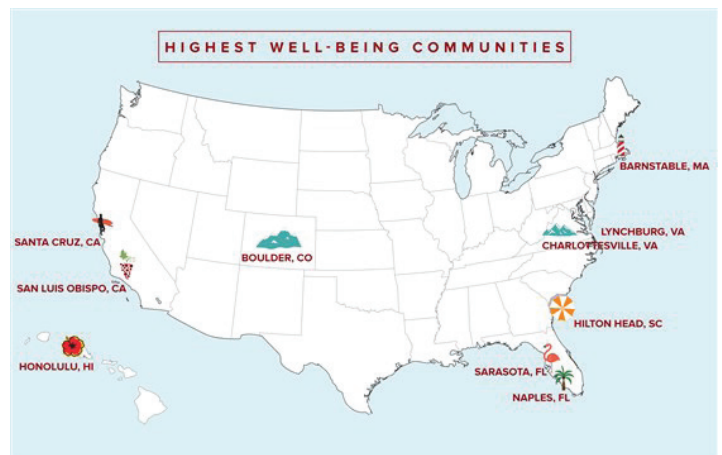 HIGHEST WELL-BEING COMMUNITIES
BARNSTABLE, MA
LYNCHBURG, VA
SANTA CRUZ, CA
CHARLOTTESVILLE, VA
BOULDER, CO
SAN LUIS OBISPO, CA
HILTON HEAD, SC
HONOLULU, HI
SARASOTA, FL
NAPLES, FL